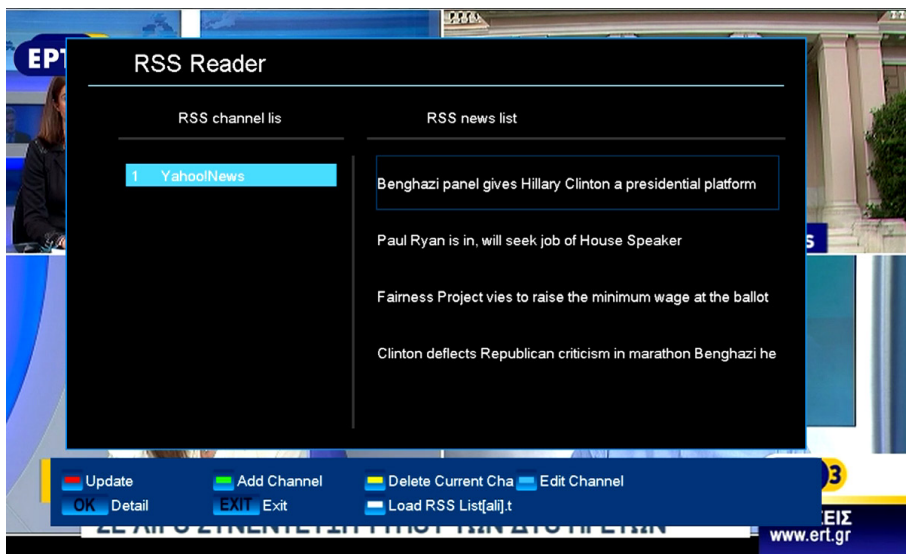 ΕΡΤ
RSS Reader
RSS channel lis
RSS news list
1 Yahoo!News
Benghazi panel gives Hillary Clinton a presidential platform
Paul Ryan is in, will seek job of House Speaker
Fairness Project vies to raise the minimum wage at the ballot
Clinton deflects Republican criticism in marathon Benghazi he
S
Update
Add Channel
Delete Current Cha
Edit Channel
3
OK Detail
EXIT Exit
Load RSS List[ali].t
ΕΙΣ
www.ert.gr